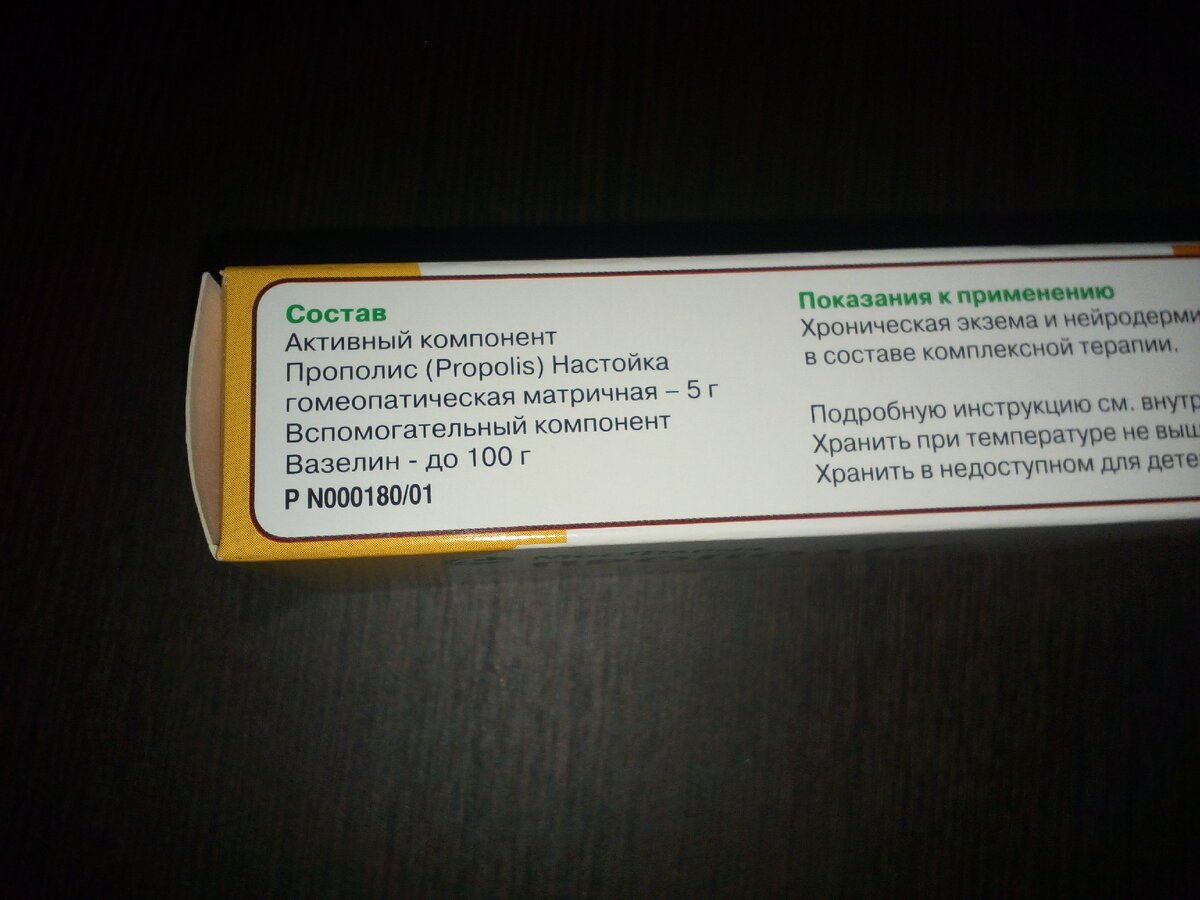 Состав
Активный компонент
Прополис (Propolis) Настойка
гомеопатическая матричная – 5 г
Вспомогательный компонент
Вазелин - до 100 г
P N000180/01
Показания к применению
Хроническая экзема и нейродерми
в составе комплексной терапии.
Подробную инструкцию см. внутр
Хранить при температуре не выш
Хранить в недоступном для дете